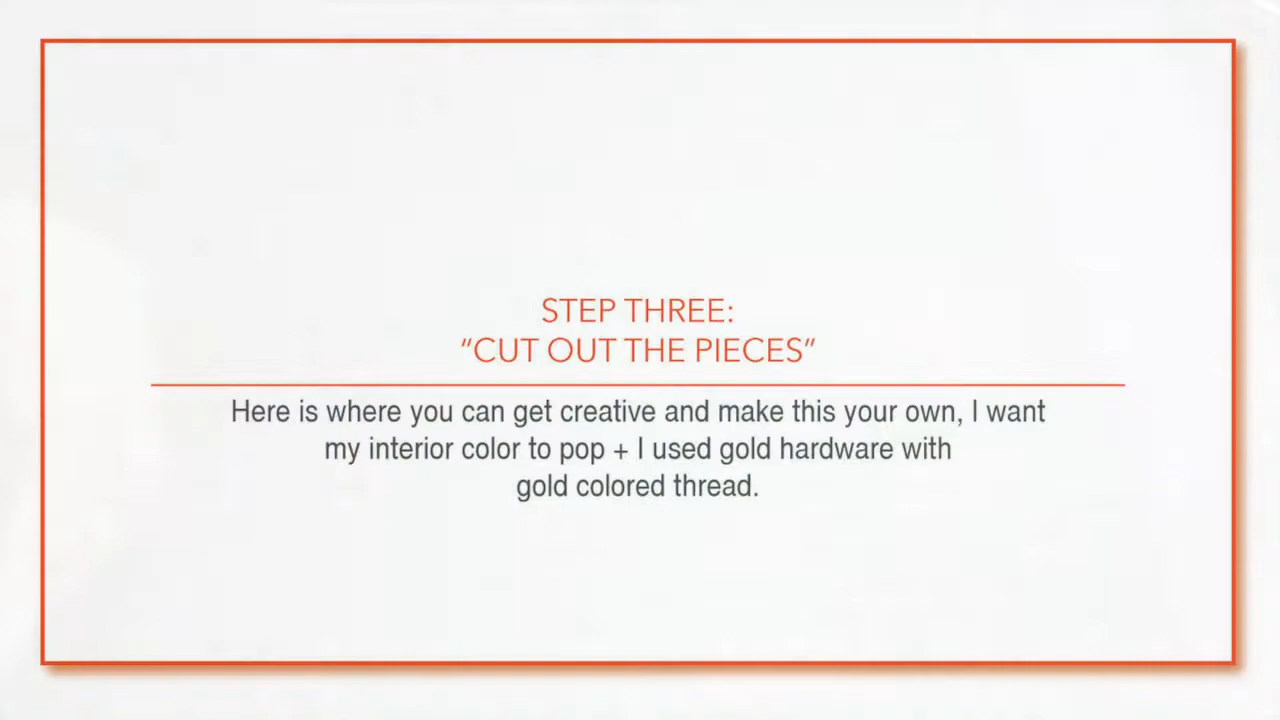 STEP THREE:
“CUT OUT THE PIECES”
Here is where you can get creative and make this your own, I want
my interior color to pop + I used gold hardware with
gold colored thread.